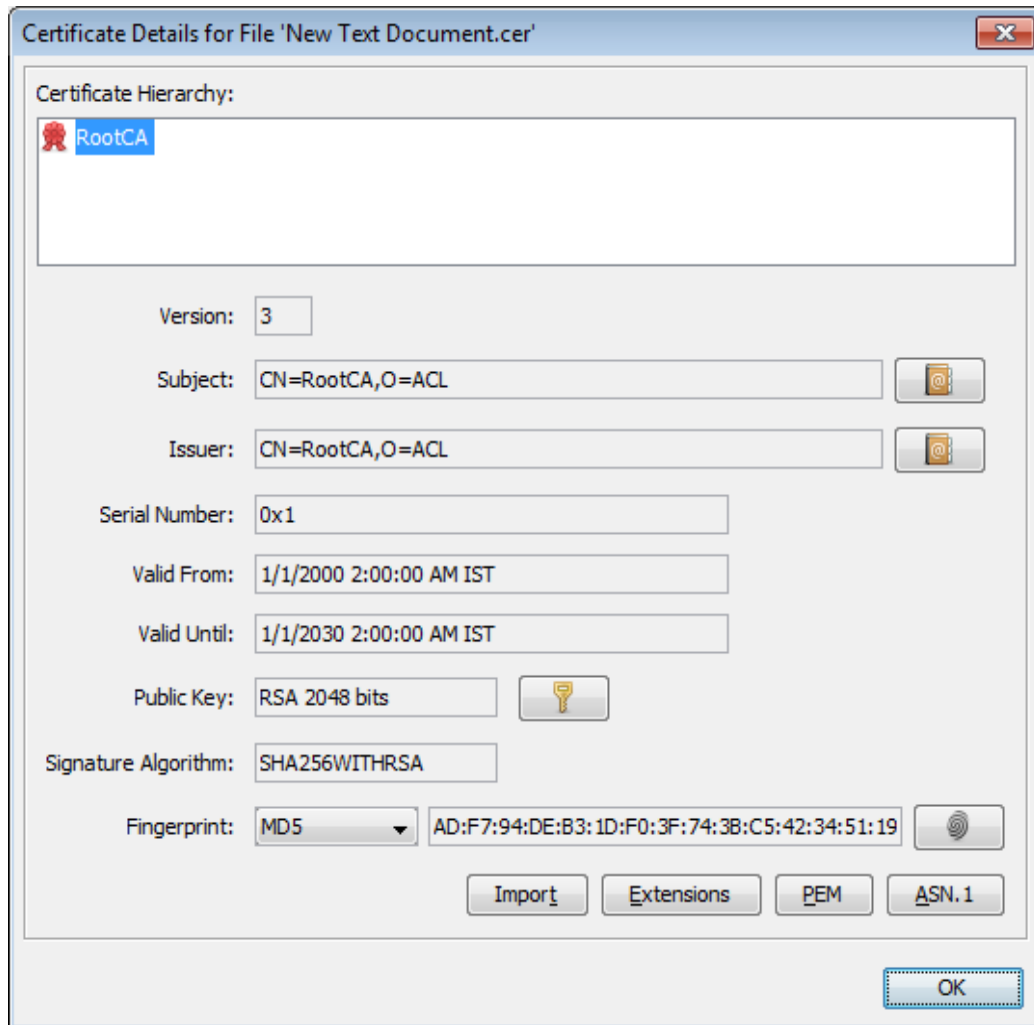 Certificate Details for File 'New Text Document.cer'
Certificate Hierarchy:
RootCA
Version: 3
Subject: CN=RootCA,O=ACL
Issuer: CN=RootCA,O=ACL
Serial Number: 0x1
Valid From: 1/1/2000 2:00:00 AM IST
Valid Until: 1/1/2030 2:00:00 AM IST
Public Key: RSA 2048 bits
Signature Algorithm: SHA256WITHRSA
Fingerprint: MD5 AD:F7:94:DE:B3:1D:F0:3F:74:3B:C5:42:34:51:19
Import Extensions PEM ASN.1
OK